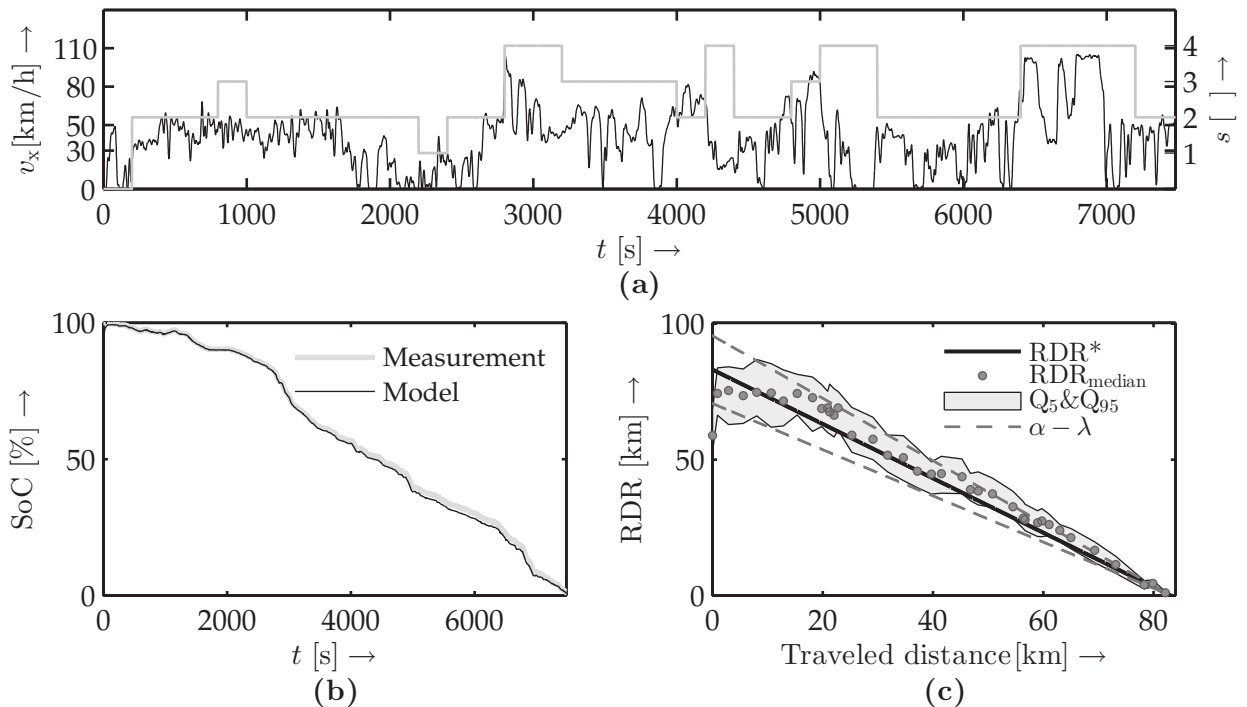 v_x [km/h] →
110
80
50
30
0
4
3
2
1
s [ ] →
0 1000 2000 3000 4000 5000 6000 7000
t [s] →
(a)
100
50
0
SoC [%] →
Measurement
Model
0 2000 4000 6000
t [s] →
(b)
100
50
0
RDR [km] →
RDR*
RDR_median
Q_5&Q_95
α − λ
0 20 40 60 80
Traveled distance [km] →
(c)